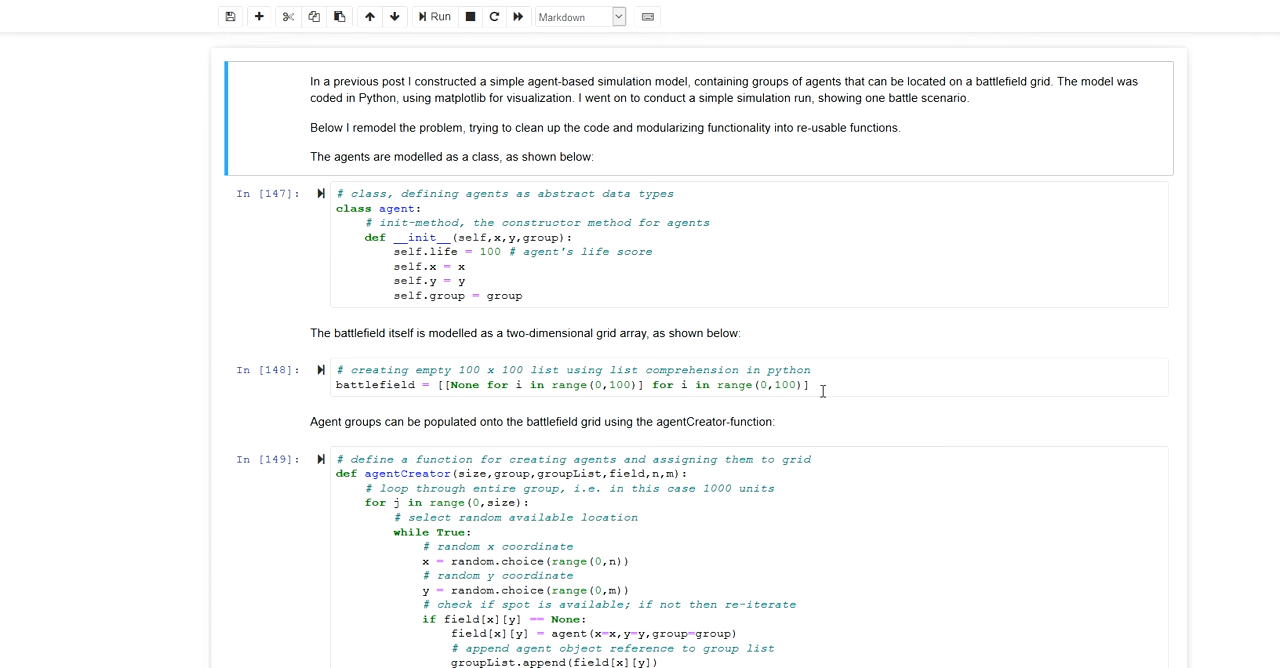 Run Markdown
In a previous post I constructed a simple agent-based simulation model, containing groups of agents that can be located on a battlefield grid. The model was
coded in Python, using matplotlib for visualization. I went on to conduct a simple simulation run, showing one battle scenario.
Below I remodel the problem, trying to clean up the code and modularizing functionality into re-usable functions.
The agents are modelled as a class, as shown below:
In [147]: # class, defining agents as abstract data types
class agent:
# init-method, the constructor method for agents
def __init__(self,x,y,group):
self.life = 100 # agent's life score
self.x = x
self.y = y
self.group = group
The battlefield itself is modelled as a two-dimensional grid array, as shown below:
In [148]: # creating empty 100 x 100 list using list comprehension in python
battlefield = [[None for i in range(0,100)] for i in range(0,100)]
Agent groups can be populated onto the battlefield grid using the agentCreator-function:
In [149]: # define a function for creating agents and assigning them to grid
def agentCreator(size,group,groupList,field,n,m):
# loop through entire group, i.e. in this case 1000 units
for j in range(0,size):
# select random available location
while True:
# random x coordinate
x = random.choice(range(0,n))
# random y coordinate
y = random.choice(range(0,m))
# check if spot is available; if not then re-iterate
if field[x][y] == None:
field[x][y] = agent(x=x,y=y,group=group)
# append agent object reference to group list
groupList.append(field[x][y])